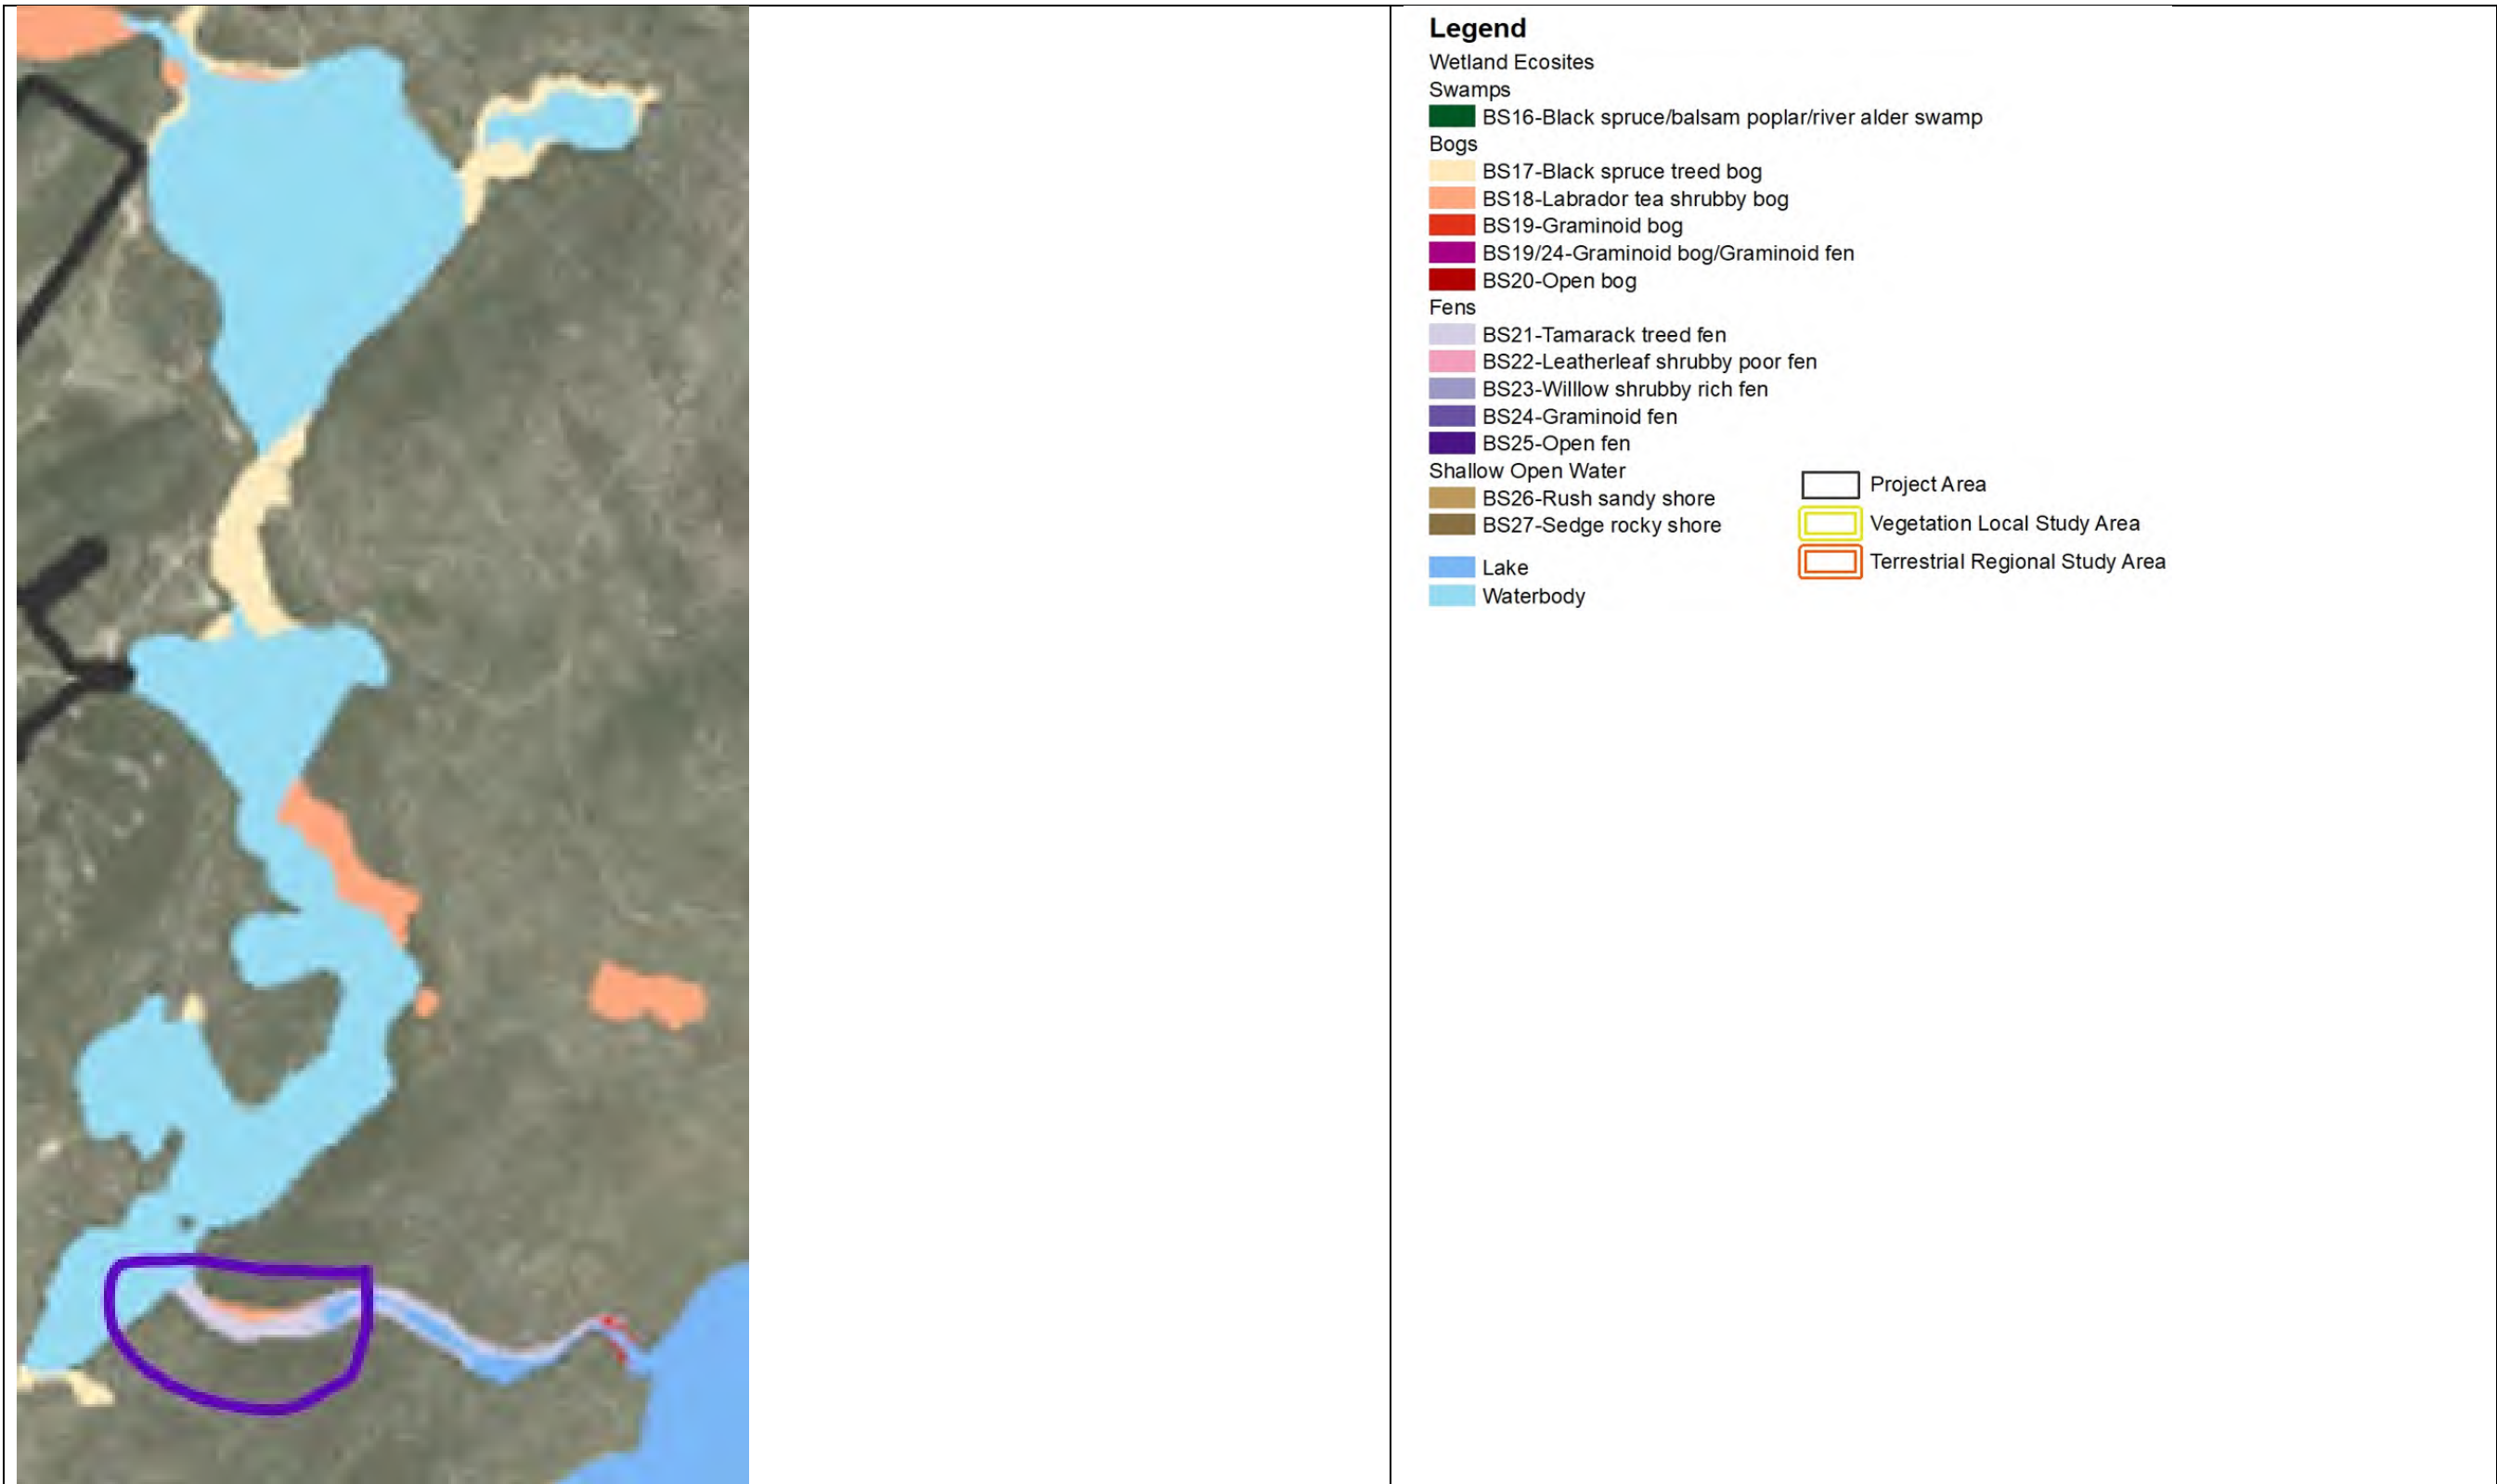 Legend
Wetland Ecosites
Swamps
BS16-Black spruce/balsam poplar/river alder swamp
Bogs
BS17-Black spruce treed bog
BS18-Labrador tea shrubby bog
BS19-Graminoid bog
BS19/24-Graminoid bog/Graminoid fen
BS20-Open bog
Fens
BS21-Tamarack treed fen
BS22-Leatherleaf shrubby poor fen
BS23-Willlow shrubby rich fen
BS24-Graminoid fen
BS25-Open fen
Shallow Open Water
BS26-Rush sandy shore
BS27-Sedge rocky shore
Lake
Waterbody
Project Area
Vegetation Local Study Area
Terrestrial Regional Study Area